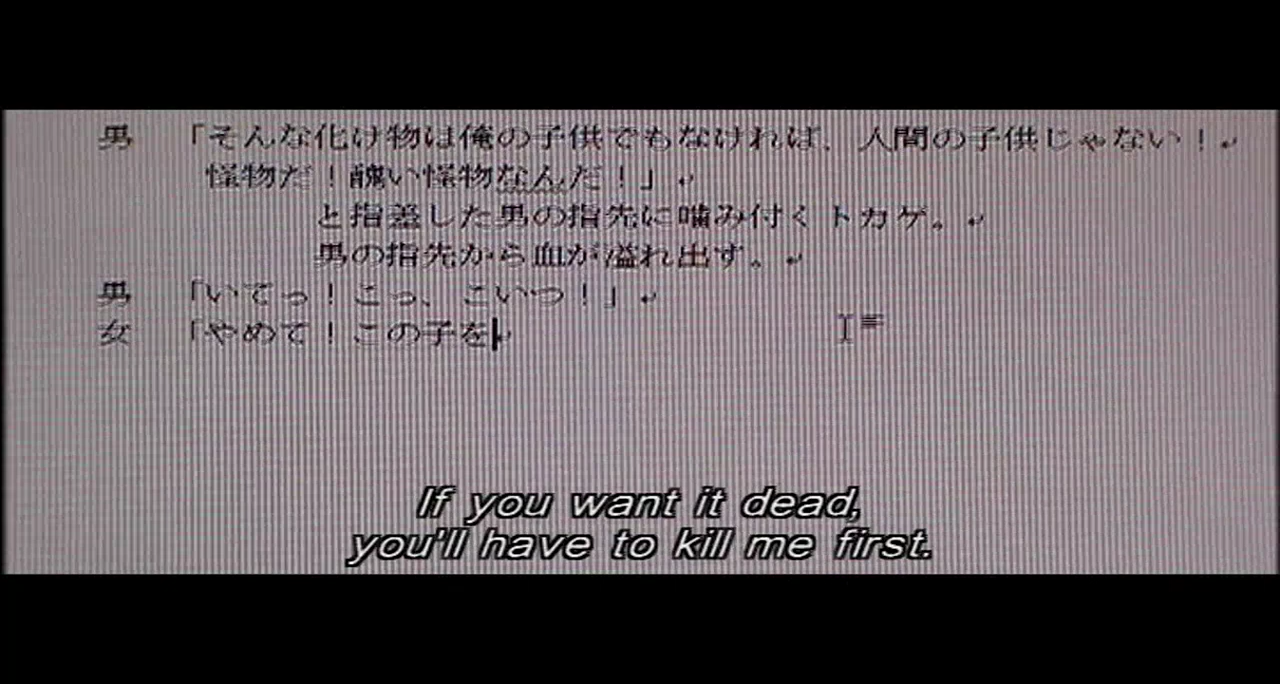 男 「そんな化け物は俺の子供でもなければ、人間の子供じゃない！
怪物だ！醜い怪物なんだ！」
と指差した男の指先に噛み付くトカゲ。
男の指先から血が溢れ出す。
男 「いてっ！こっ、こいつ！」
女 「やめて！この子を
If you want it dead,
you'll have to kill me first.